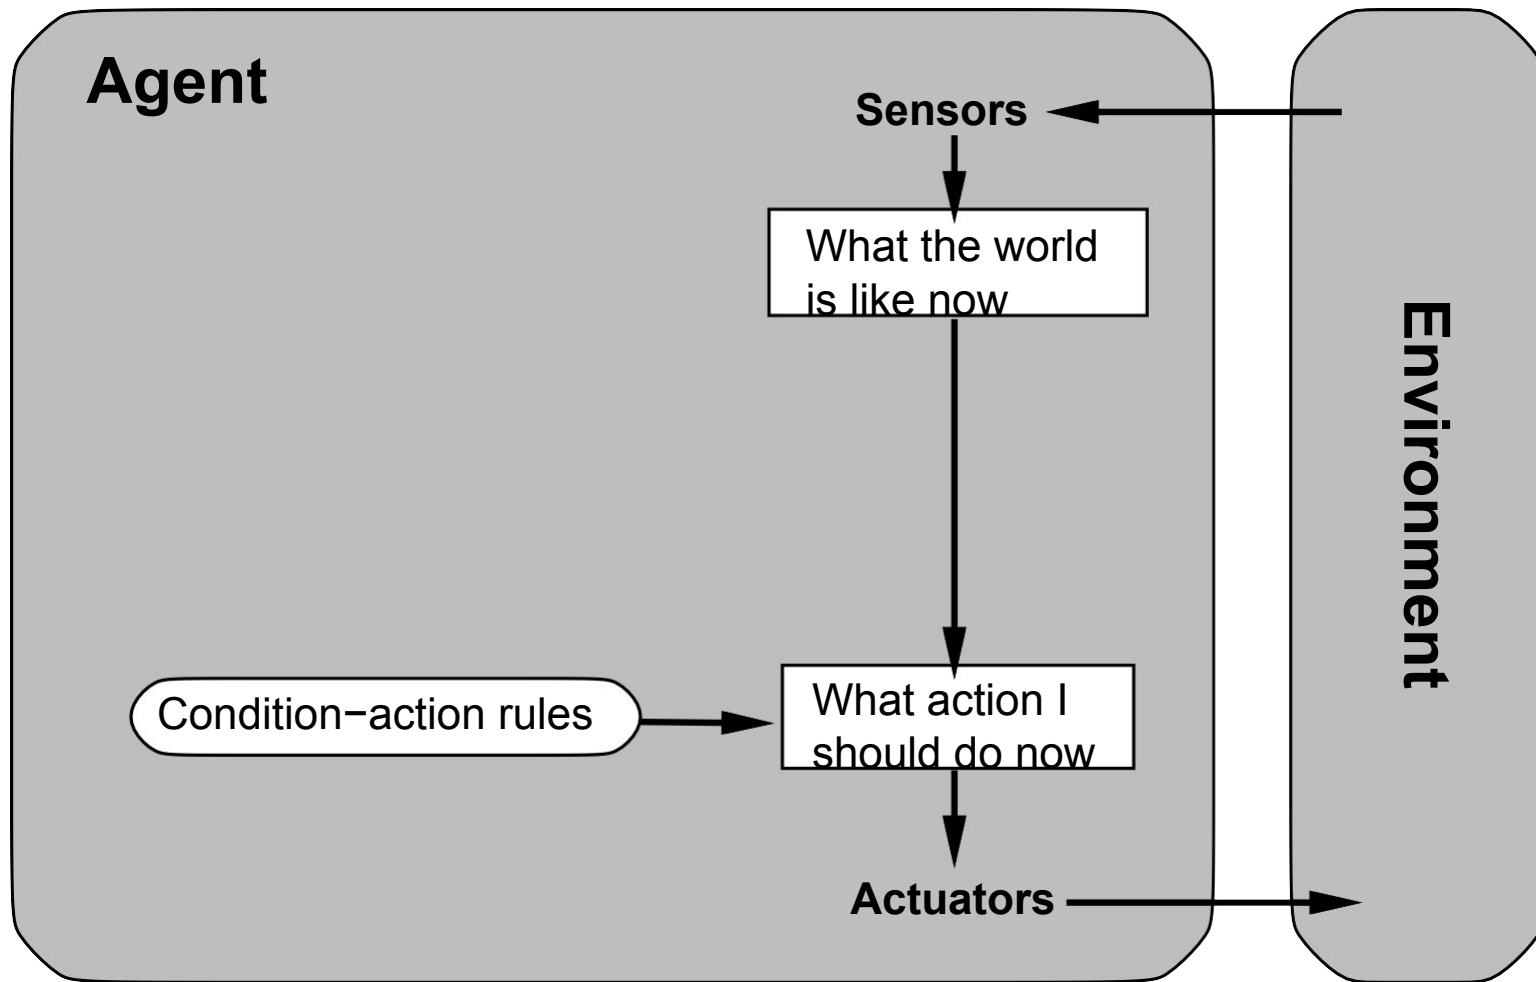 Agent
Sensors
What the world
is like now
Environment
Condition−action rules
What action I
should do now
Actuators